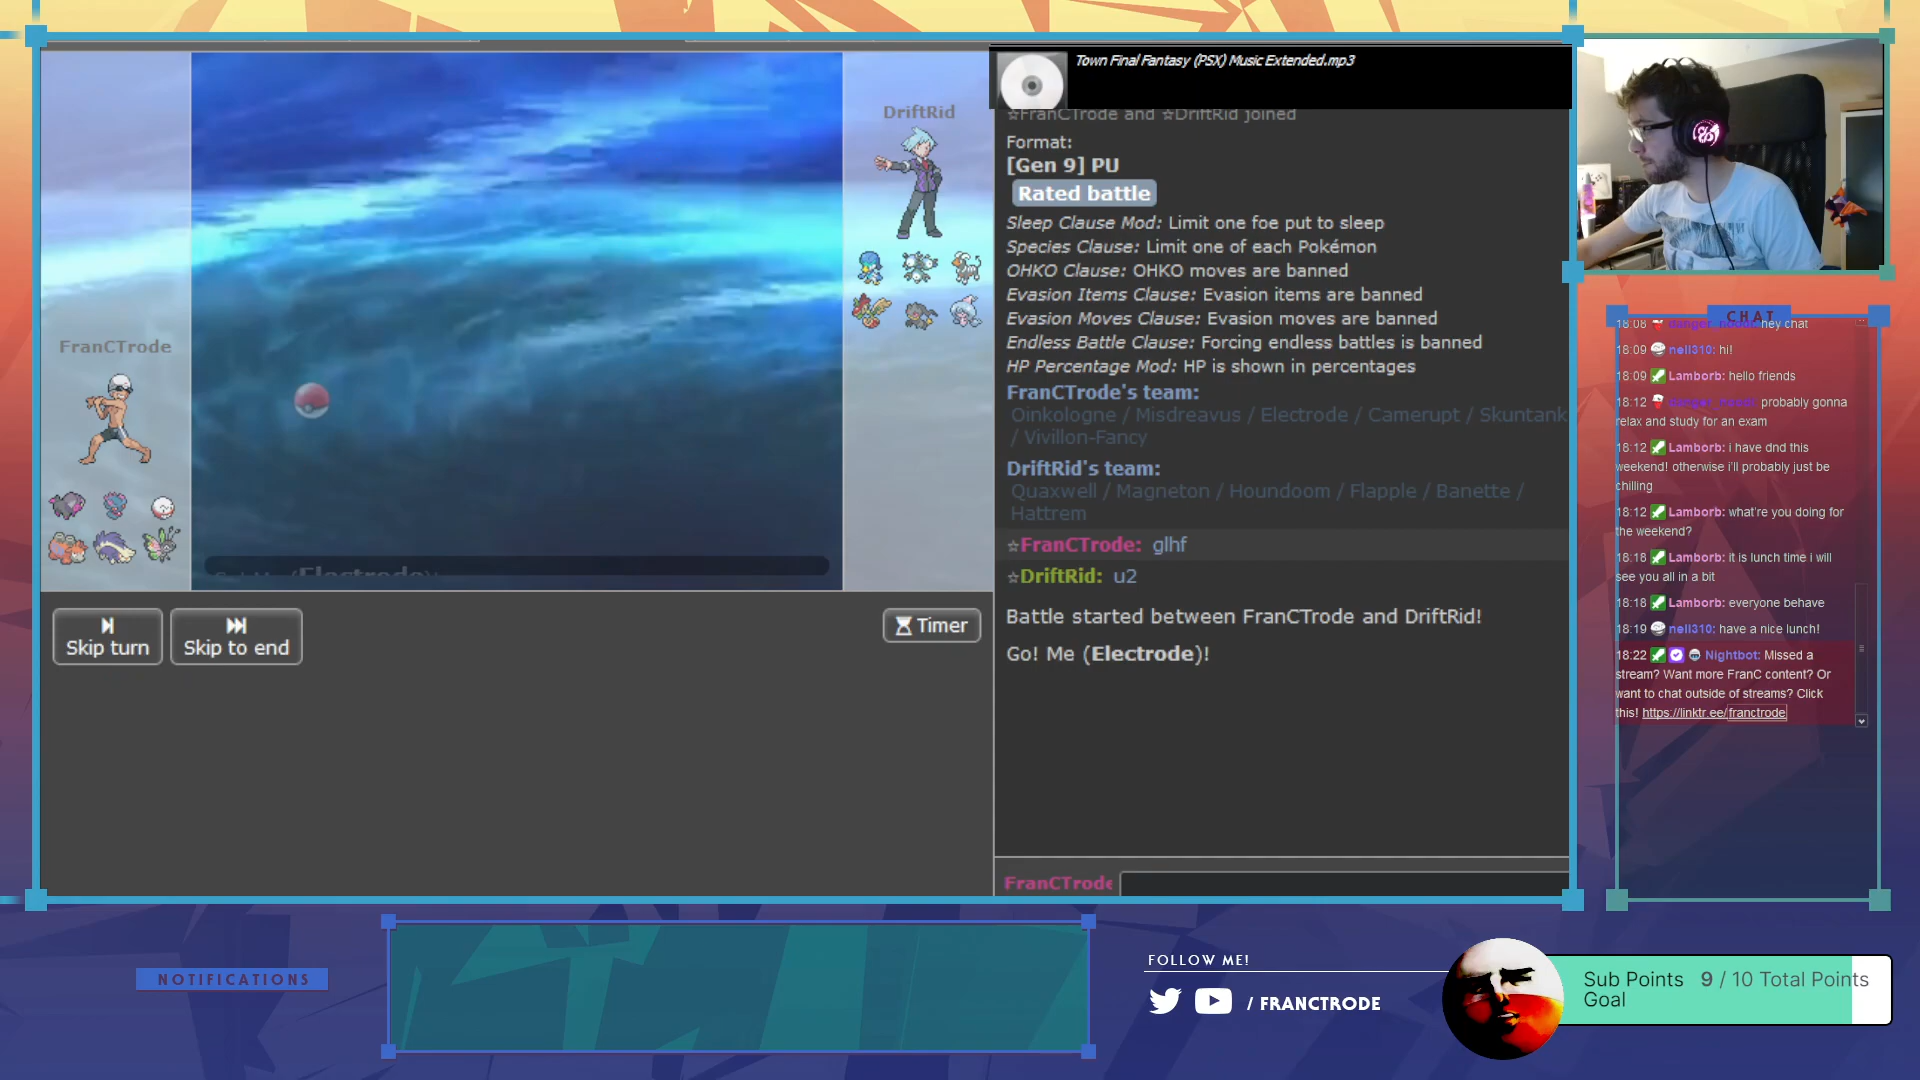 Town Final Fantasy (PSX) Music Extended.mp3
DriftRid
FranCTrode
☆FranCTrode and ☆DriftRid joined
Format:
[Gen 9] PU
Rated battle
Sleep Clause Mod: Limit one foe put to sleep
Species Clause: Limit one of each Pokémon
OHKO Clause: OHKO moves are banned
Evasion Items Clause: Evasion items are banned
Evasion Moves Clause: Evasion moves are banned
Endless Battle Clause: Forcing endless battles is banned
HP Percentage Mod: HP is shown in percentages
FranCTrode's team:
Oinkologne / Misdreavus / Electrode / Camerupt / Skuntank
/ Vivillon-Fancy
DriftRid's team:
Quaxwell / Magneton / Houndoom / Flapple / Banette /
Hattrem
☆FranCTrode: glhf
☆DriftRid: u2
Battle started between FranCTrode and DriftRid!
Go! Me (Electrode)!
Skip turn
Skip to end
Timer
FranCTrode
CHAT
18:08 hey chat
18:09 nell310: hi!
18:09 Lamborb: hello friends
18:12 probably gonna
relax and study for an exam
18:12 Lamborb: i have dnd this
weekend! otherwise i'll probably just be
chilling
18:12 Lamborb: what're you doing for
the weekend?
18:18 Lamborb: it is lunch time i will
see you all in a bit
18:18 Lamborb: everyone behave
18:19 nell310: have a nice lunch!
18:22 Nightbot: Missed a
stream? Want more FranC content? Or
want to chat outside of streams? Click
this! https://linktr.ee/franctrode
NOTIFICATIONS
FOLLOW ME!
/ FRANCTRODE
Sub Points 9 / 10 Total Points
Goal